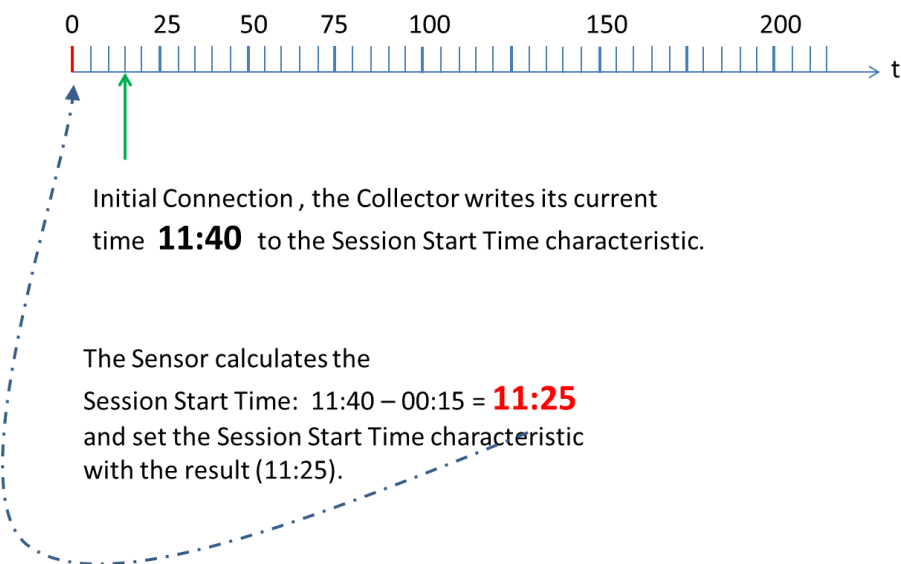 0 25 50 75 100 150 200
t
Initial Connection , the Collector writes its current
time 11:40 to the Session Start Time characteristic.
The Sensor calculates the
Session Start Time: 11:40 – 00:15 = 11:25
and set the Session Start Time characteristic
with the result (11:25).